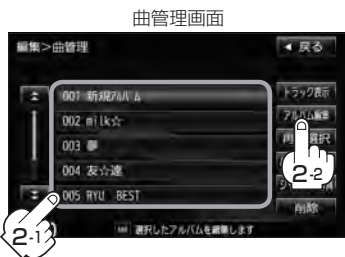 曲管理画面
編集>曲管理
◄ 戻る
001 新規アルバム
トラック表示
002 milk☆
アルバム編集
003 夢
004 友☆達
2-2
005 RYU BEST
削除
2-1
選択したアルバムを編集します